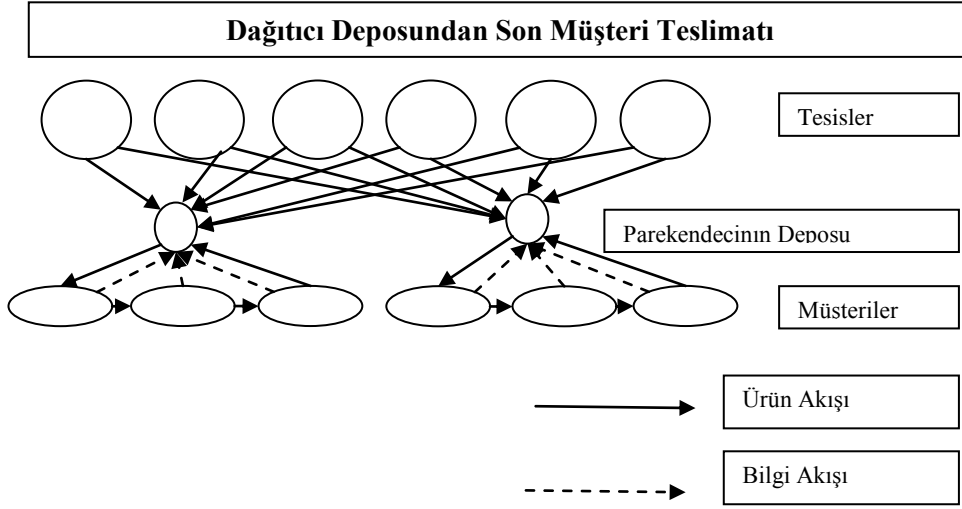 Dağıtıcı Deposundan Son Müşteri Teslimatı
Tesisler
Parekendecinın Deposu
Müsteriler
Ürün Akışı
Bilgi Akışı